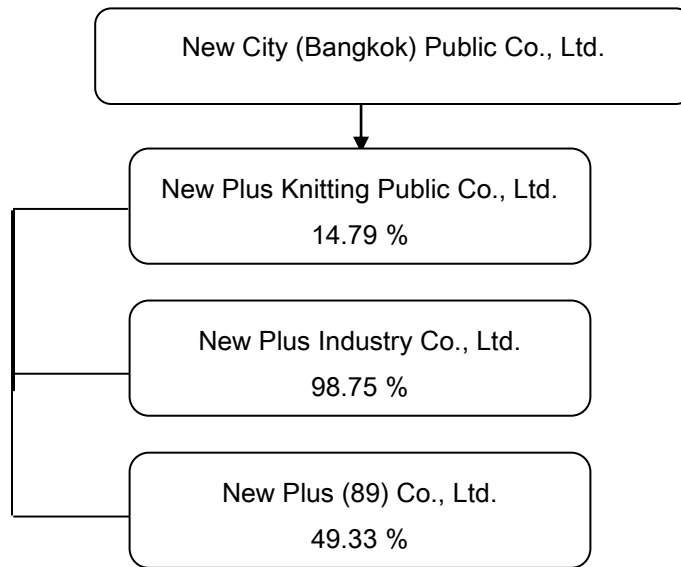 New City (Bangkok) Public Co., Ltd.
New Plus Knitting Public Co., Ltd.
14.79 %
New Plus Industry Co., Ltd.
98.75 %
New Plus (89) Co., Ltd.
49.33 %